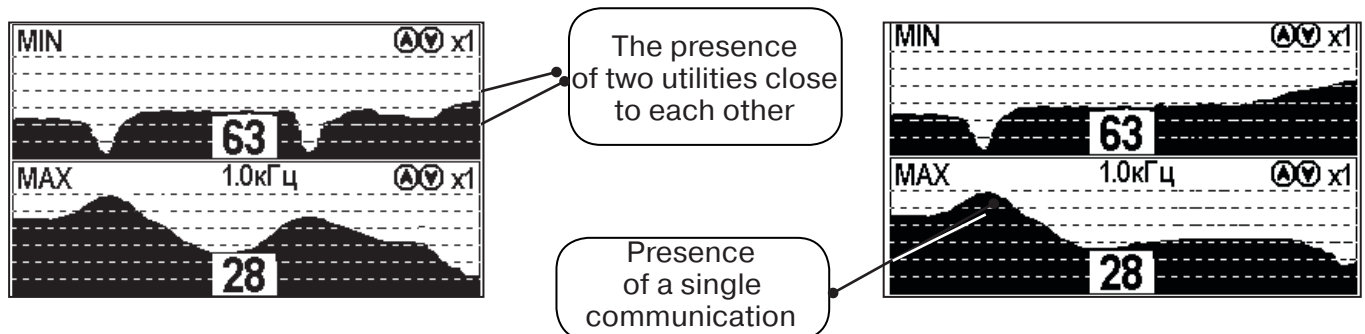 MIN x1
63
MAX 1.0кГц x1
28
The presence
of two utilities close
to each other
Presence
of a single
communication
MIN x1
63
MAX 1.0кГц x1
28